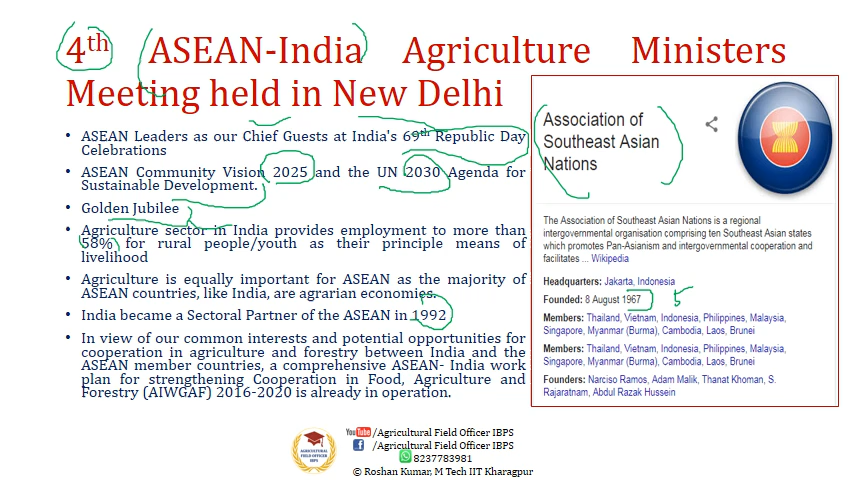 4th ASEAN-India Agriculture Ministers
Meeting held in New Delhi
• ASEAN Leaders as our Chief Guests at India's 69th Republic Day
Celebrations
• ASEAN Community Vision 2025 and the UN 2030 Agenda for
Sustainable Development.
• Golden Jubilee
• Agriculture sector in India provides employment to more than
58% for rural people/youth as their principle means of
livelihood
• Agriculture is equally important for ASEAN as the majority of
ASEAN countries, like India, are agrarian economies.
• India became a Sectoral Partner of the ASEAN in 1992
• In view of our common interests and potential opportunities for
cooperation in agriculture and forestry between India and the
ASEAN member countries, a comprehensive ASEAN- India work
plan for strengthening Cooperation in Food, Agriculture and
Forestry (AIWGAF) 2016-2020 is already in operation.
Association of
Southeast Asian
Nations
The Association of Southeast Asian Nations is a regional
intergovernmental organisation comprising ten Southeast Asian states
which promotes Pan-Asianism and intergovernmental cooperation and
facilitates ... Wikipedia
Headquarters: Jakarta, Indonesia
Founded: 8 August 1967 5
Members: Thailand, Vietnam, Indonesia, Philippines, Malaysia,
Singapore, Myanmar (Burma), Cambodia, Laos, Brunei
Members: Thailand, Vietnam, Indonesia, Philippines, Malaysia,
Singapore, Myanmar (Burma), Cambodia, Laos, Brunei
Founders: Narciso Ramos, Adam Malik, Thanat Khoman, S.
Rajaratnam, Abdul Razak Hussein
AGRICULTURAL
FIELD OFFICER
IBPS
YouTube /Agricultural Field Officer IBPS
f /Agricultural Field Officer IBPS
8237783981
© Roshan Kumar, M Tech IIT Kharagpur